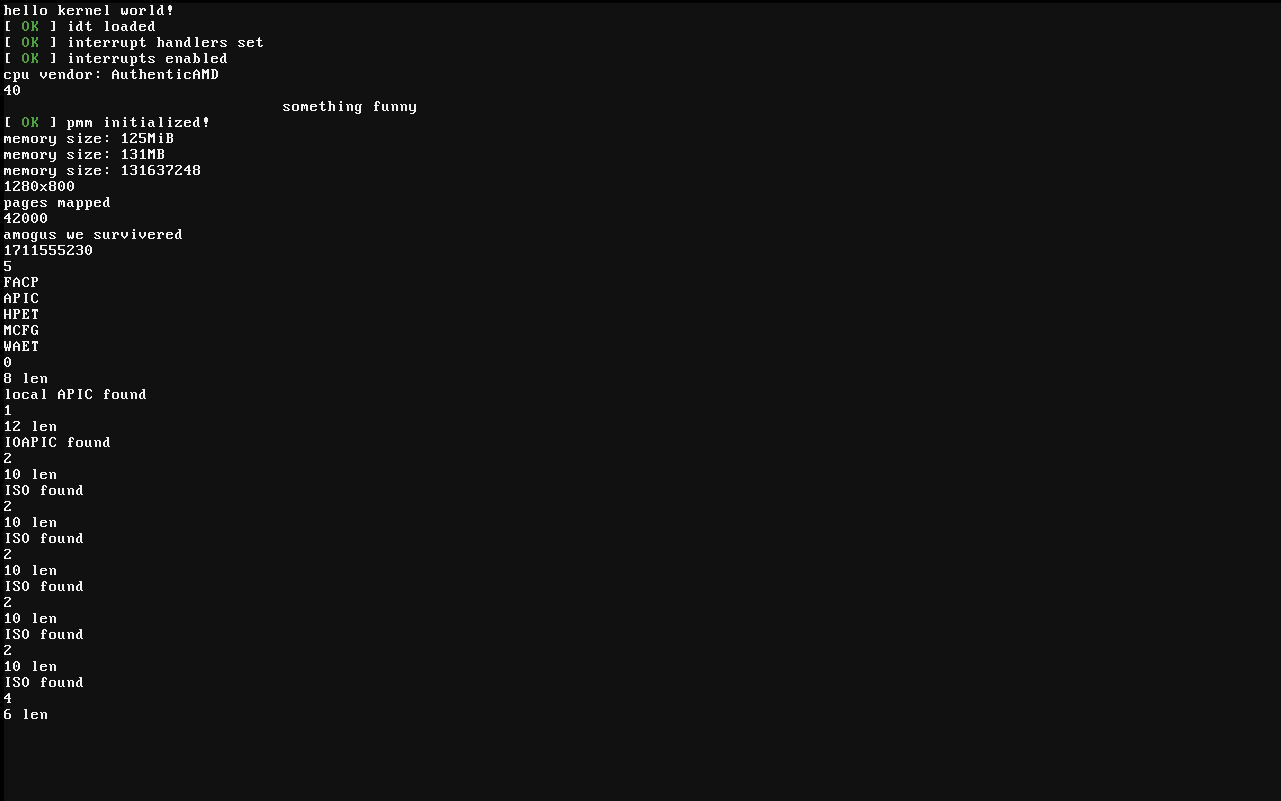 hello kernel world!
[ OK ] idt loaded
[ OK ] interrupt handlers set
[ OK ] interrupts enabled
cpu vendor: AuthenticAMD
40
something funny
[ OK ] pmm initialized!
memory size: 125MiB
memory size: 131MB
memory size: 131637248
1280x800
pages mapped
42000
amogus we survivered
1711555230
5
FACP
APIC
HPET
MCFG
WAET
0
8 len
local APIC found
1
12 len
IOAPIC found
2
10 len
ISO found
2
10 len
ISO found
2
10 len
ISO found
2
10 len
ISO found
2
10 len
ISO found
4
6 len